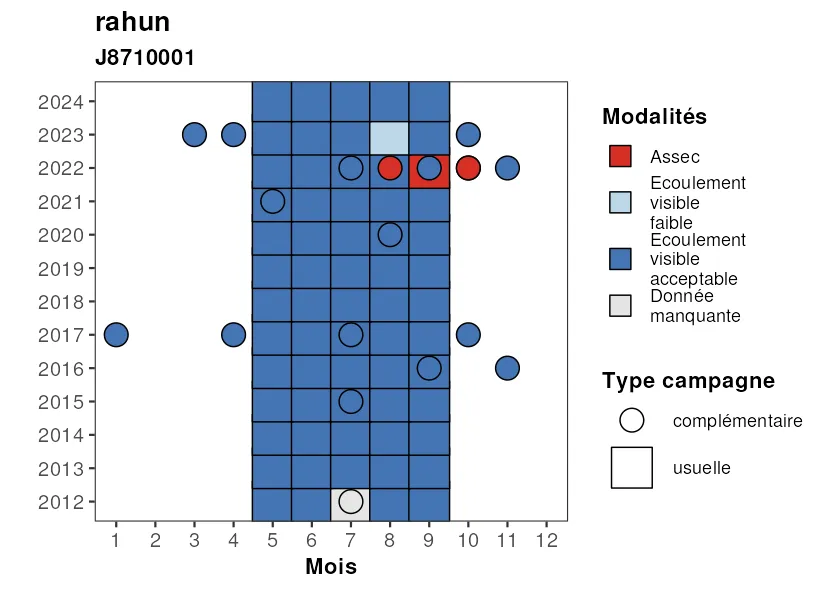 rahun
J8710001
2024
2023
2022
2021
2020
2019
2018
2017
2016
2015
2014
2013
2012
1 2 3 4 5 6 7 8 9 10 11 12
Mois
Modalités
Assec
Ecoulement
visible
faible
Ecoulement
visible
acceptable
Donnée
manquante
Type campagne
complémentaire
usuelle